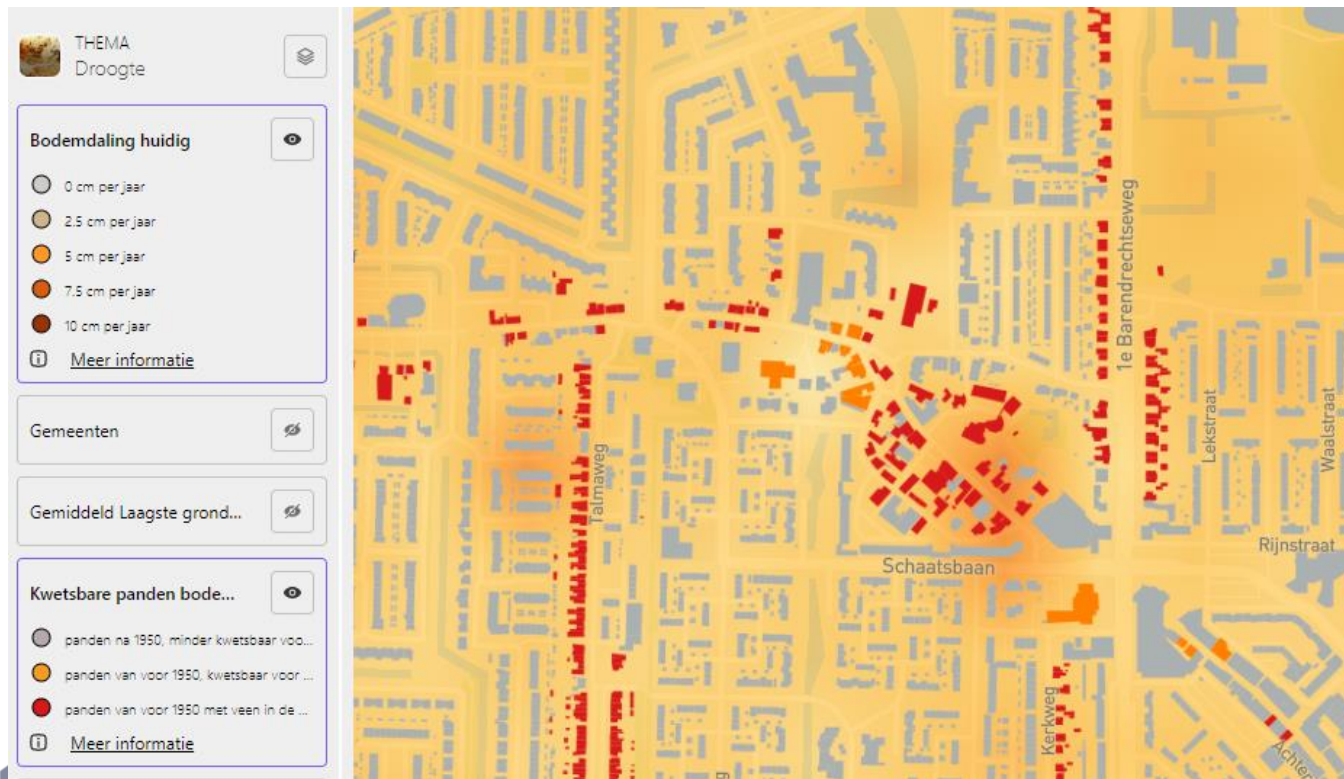 THEMA
Droogte
Bodemdaling huidig
0 cm per jaar
2.5 cm per jaar
5 cm per jaar
7.5 cm per jaar
10 cm per jaar
Meer informatie
Gemeenten
Gemiddeld Laagste grond...
Kwetsbare panden bode...
panden na 1950, minder kwetsbaar voo...
panden van voor 1950, kwetsbaar voor ...
panden van voor 1950 met veen in de ...
Meer informatie
1e Barendrechtseweg
Talmaweg
Lekstraat
Waalstraat
Rijnstraat
Schaatsbaan
Kerkweg
Achter